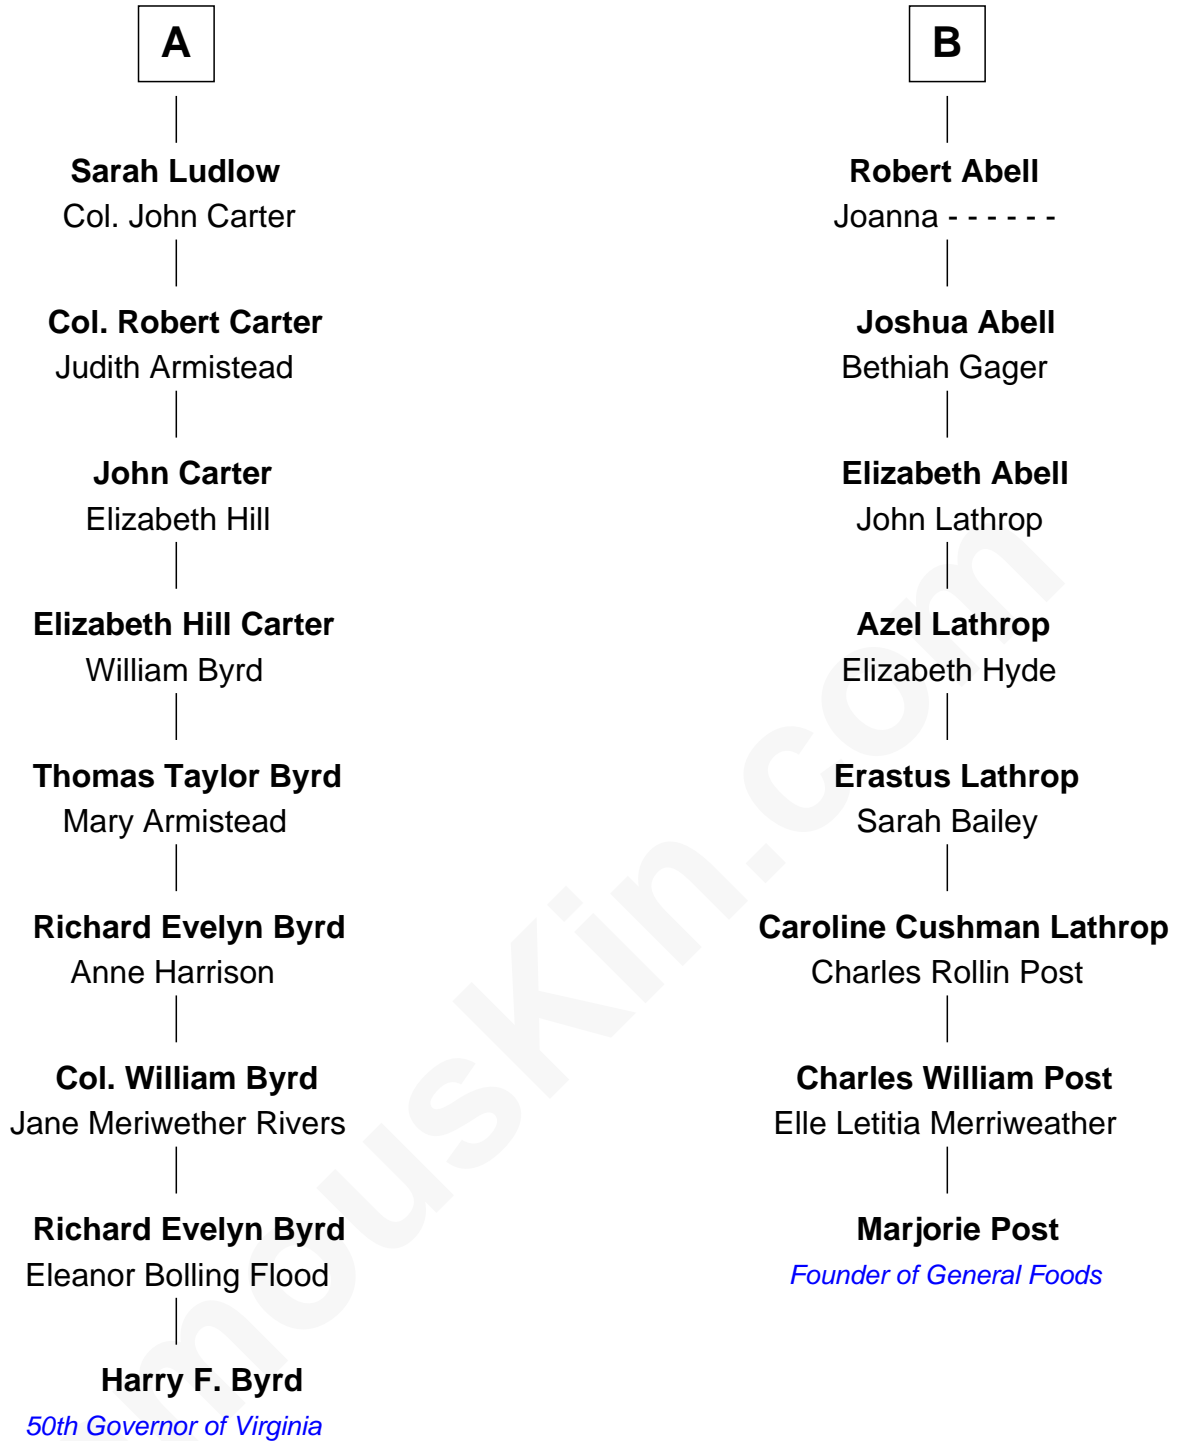 A
Sarah Ludlow
Col. John Carter
Col. Robert Carter
Judith Armistead
John Carter
Elizabeth Hill
Elizabeth Hill Carter
William Byrd
Thomas Taylor Byrd
Mary Armistead
Richard Evelyn Byrd
Anne Harrison
Col. William Byrd
Jane Meriwether Rivers
Richard Evelyn Byrd
Eleanor Bolling Flood
Harry F. Byrd
50th Governor of Virginia
B
Robert Abell
Joanna - - - - - -
Joshua Abell
Bethiah Gager
Elizabeth Abell
John Lathrop
Azel Lathrop
Elizabeth Hyde
Erastus Lathrop
Sarah Bailey
Caroline Cushman Lathrop
Charles Rollin Post
Charles William Post
Elle Letitia Merriweather
Marjorie Post
Founder of General Foods
mousKin.com